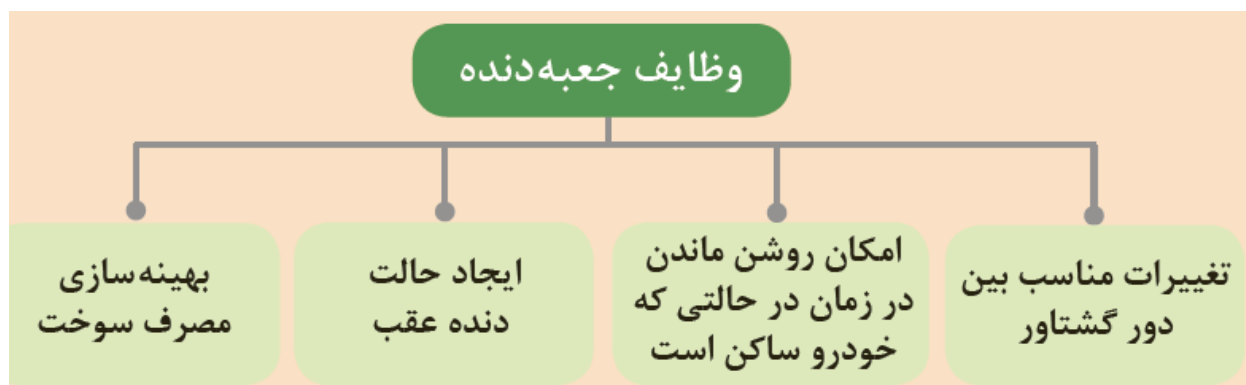 وظایف جعبه‌دنده
تغییرات مناسب بین
دور گشتاور
امکان روشن ماندن
در زمان در حالتی که
خودرو ساکن است
ایجاد حالت
دنده عقب
بهینه‌سازی
مصرف سوخت